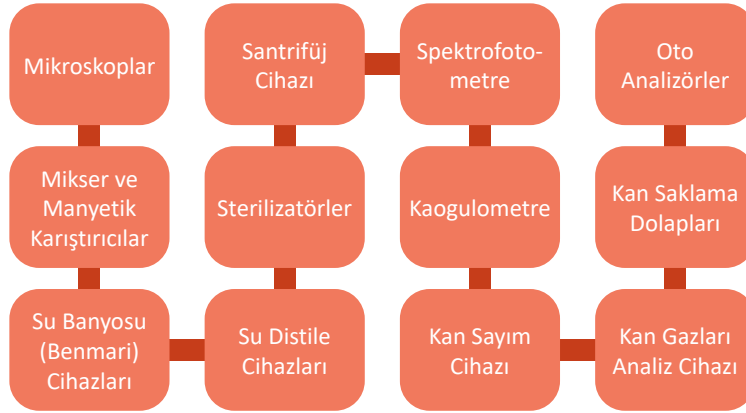 Mikroskoplar
Mikser ve
Manyetik
Karıştırıcılar
Su Banyosu
(Benmari)
Cihazları
Su Distile
Cihazları
Sterilizatörler
Santrifüj
Cihazı
Spektrofoto-
metre
Kaogulometre
Kan Sayım
Cihazı
Kan Gazları
Analiz Cihazı
Kan Saklama
Dolapları
Oto
Analizörler